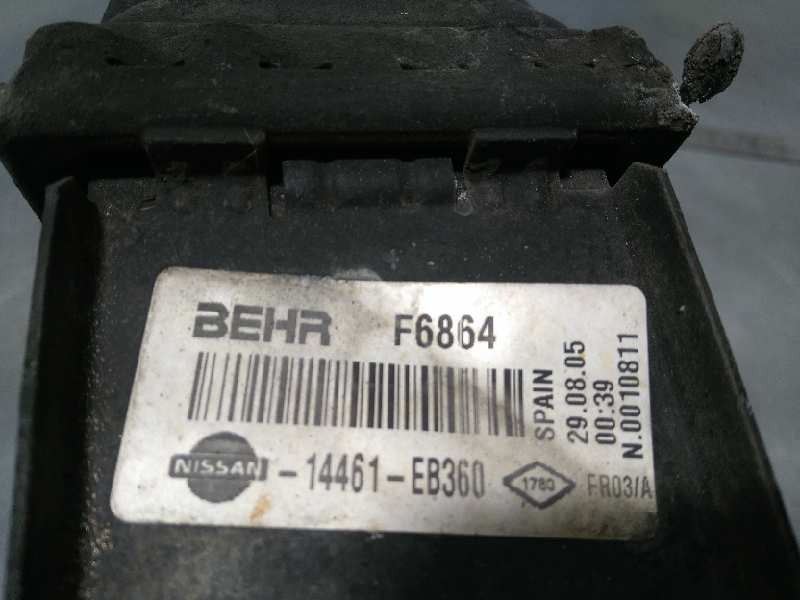 BEHR F6864
NISSAN -14461-EB360 1780 FR03/A
SPAIN
29.08.05
00:39
N.0010811